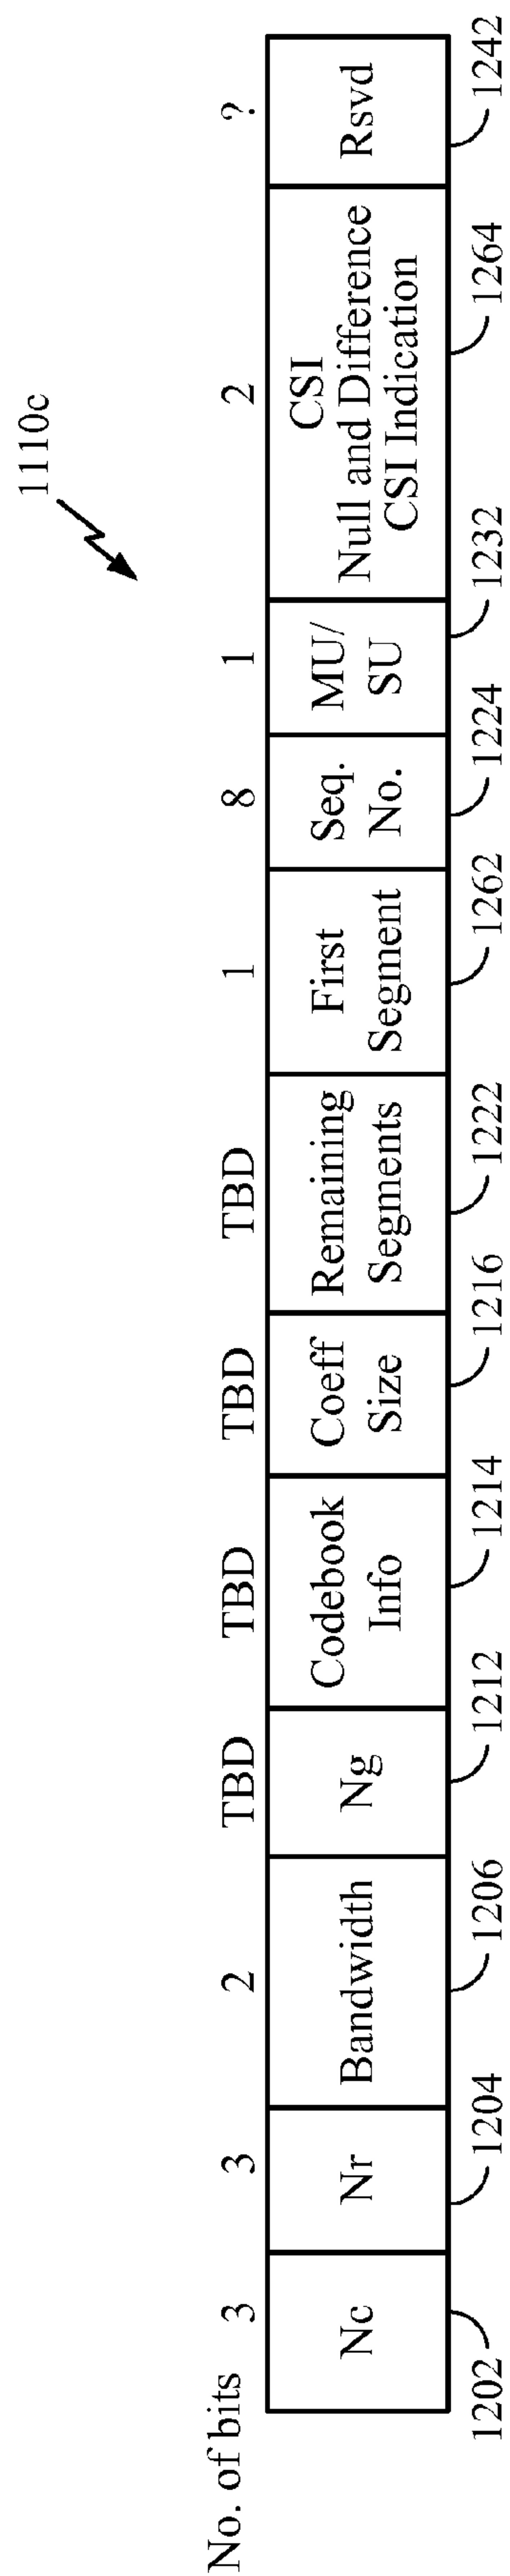 1110c
No. of bits
3
3
2
TBD
TBD
TBD
TBD
1
8
1
2
?
Nc
Nr
Bandwidth
Ng
Codebook
Info
Coeff
Size
Remaining
Segments
First
Segment
Seq.
No.
MU/
SU
CSI
Null and Difference
CSI Indication
Rsvd
1202
1204
1206
1212
1214
1216
1222
1262
1224
1232
1264
1242